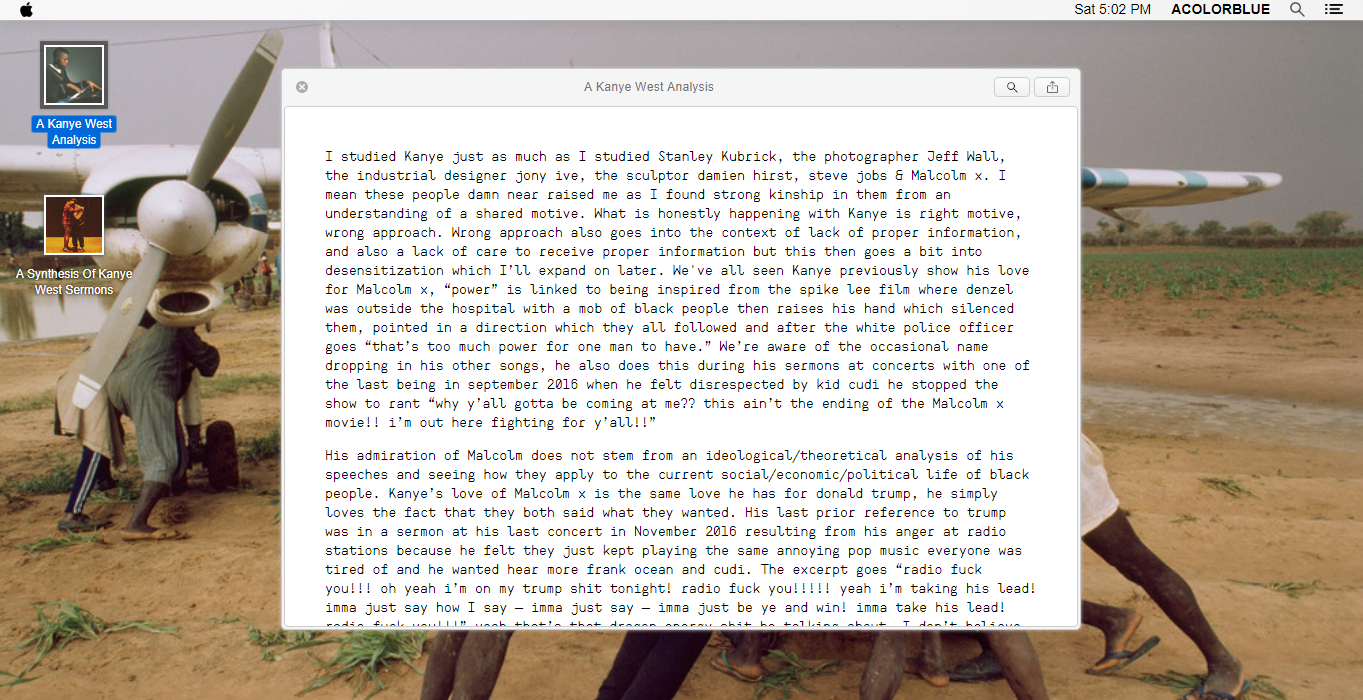 Sat 5:02 PM ACOLORBLUE
A Kanye West
Analysis
A Synthesis Of Kanye
West Sermons
A Kanye West Analysis
I studied Kanye just as much as I studied Stanley Kubrick, the photographer Jeff Wall,
the industrial designer jony ive, the sculptor damien hirst, steve jobs & Malcolm x. I
mean these people damn near raised me as I found strong kinship in them from an
understanding of a shared motive. What is honestly happening with Kanye is right motive,
wrong approach. Wrong approach also goes into the context of lack of proper information,
and also a lack of care to receive proper information but this then goes a bit into
desensitization which I’ll expand on later. We've all seen Kanye previously show his love
for Malcolm x, “power” is linked to being inspired from the spike lee film where denzel
was outside the hospital with a mob of black people then raises his hand which silenced
them, pointed in a direction which they all followed and after the white police officer
goes “that’s too much power for one man to have.” We’re aware of the occasional name
dropping in his other songs, he also does this during his sermons at concerts with one of
the last being in september 2016 when he felt disrespected by kid cudi he stopped the
show to rant “why y’all gotta be coming at me?? this ain’t the ending of the Malcolm x
movie!! i’m out here fighting for y’all!!”
His admiration of Malcolm does not stem from an ideological/theoretical analysis of his
speeches and seeing how they apply to the current social/economic/political life of black
people. Kanye’s love of Malcolm x is the same love he has for donald trump, he simply
loves the fact that they both said what they wanted. His last prior reference to trump
was in a sermon at his last concert in November 2016 resulting from his anger at radio
stations because he felt they just kept playing the same annoying pop music everyone was
tired of and he wanted hear more frank ocean and cudi. The excerpt goes “radio fuck
you!!! oh yeah i’m on my trump shit tonight! radio fuck you!!!!! yeah i’m taking his lead!
imma just say how I say — imma just say — imma just be ye and win! imma take his lead!
radio fuck you!!!” yeah that’s that dragon energy shit he talking about. I don’t believe